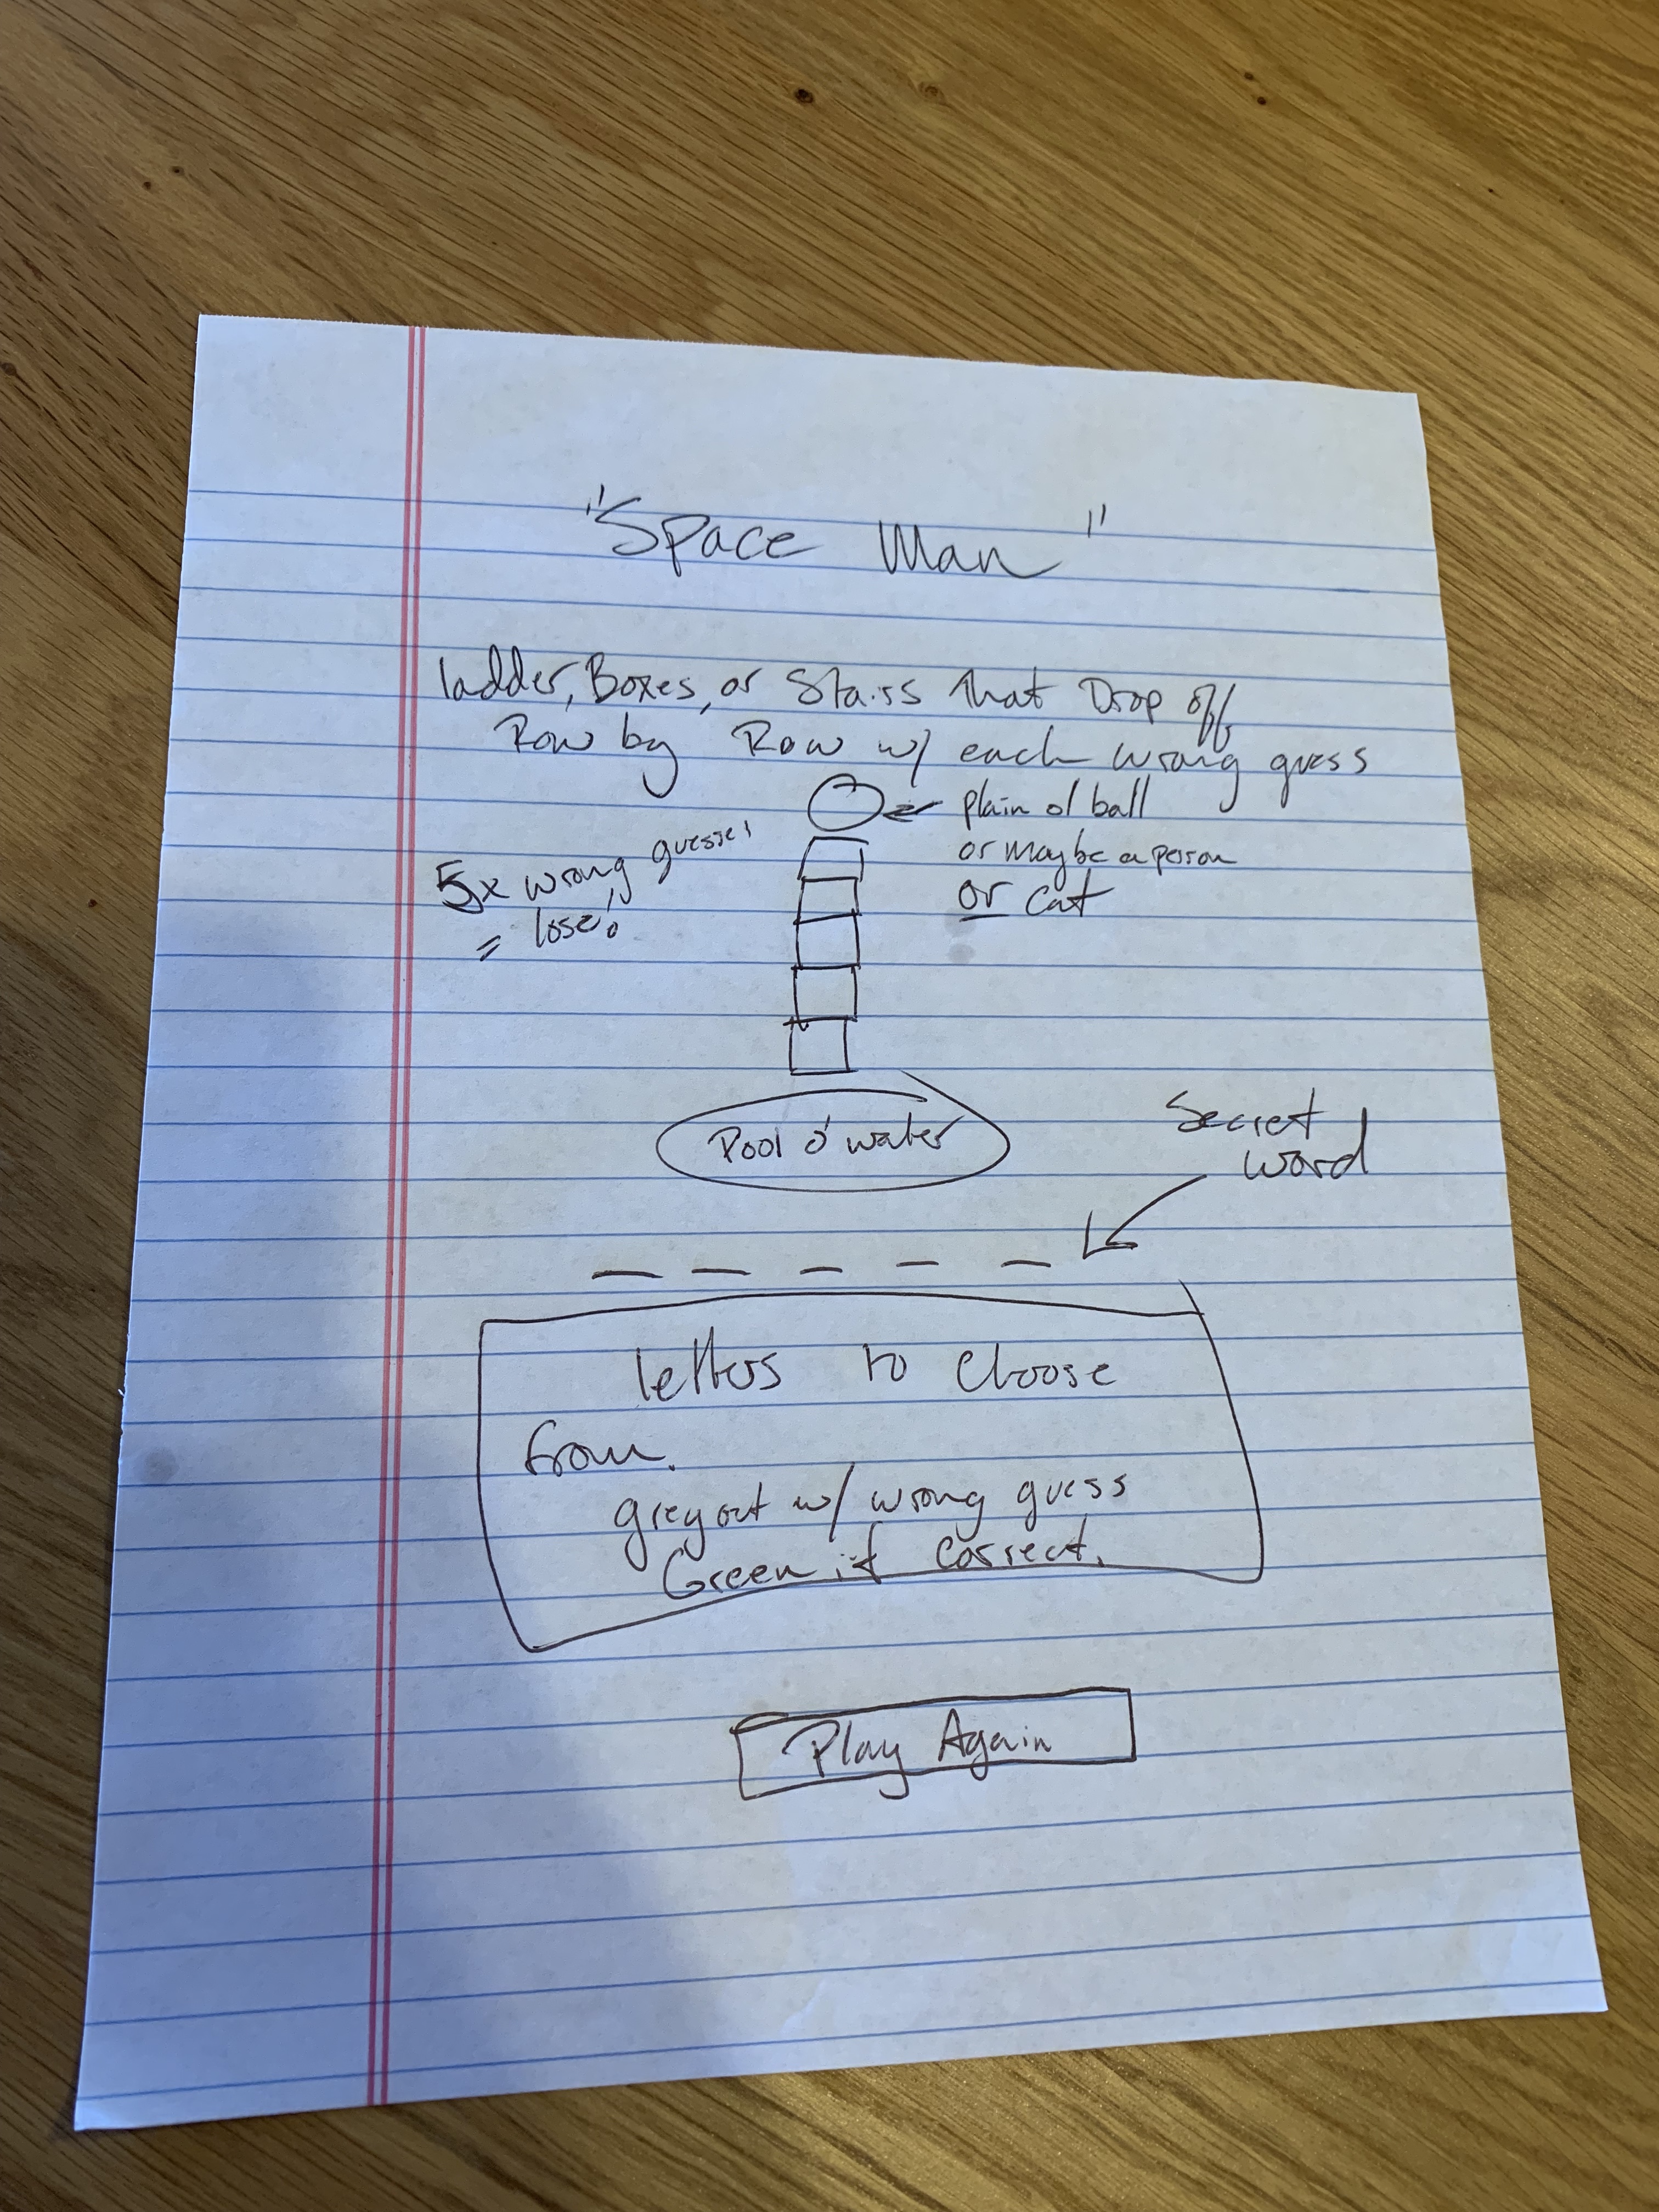 "Space Man"
ladder, Boxes, or Stairs that Drop off
Row by Row w/ each wrong guess
plain ol ball
or maybe a person
or cat
5x wrong guesses
= lose!
Pool o' water
Secret
word
letters to choose
from.
grey out w/ wrong guess
Green if correct.
Play Again